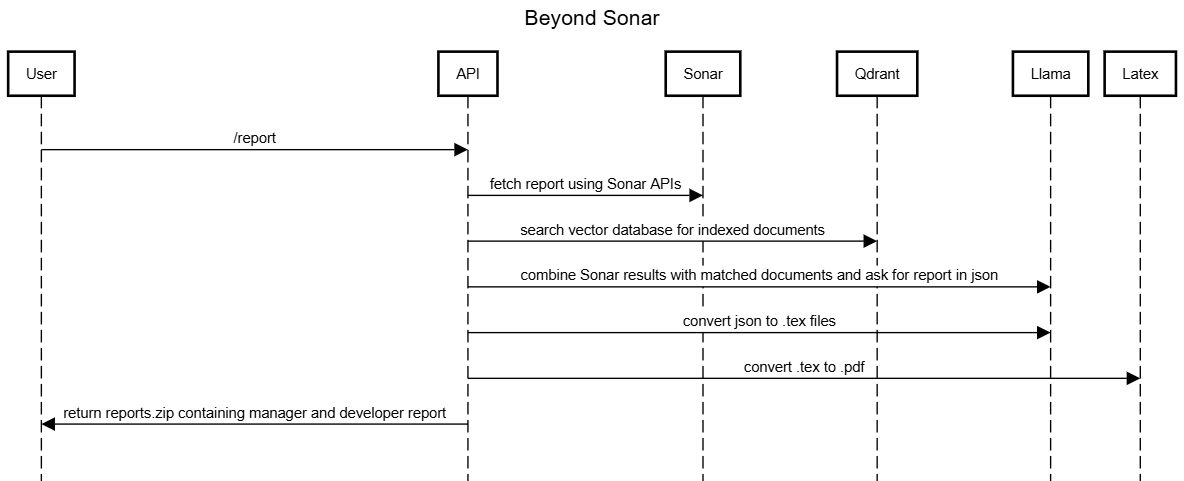 Beyond Sonar
User
API
Sonar
Qdrant
Llama
Latex
/report
fetch report using Sonar APIs
search vector database for indexed documents
combine Sonar results with matched documents and ask for report in json
convert json to .tex files
convert .tex to .pdf
return reports.zip containing manager and developer report